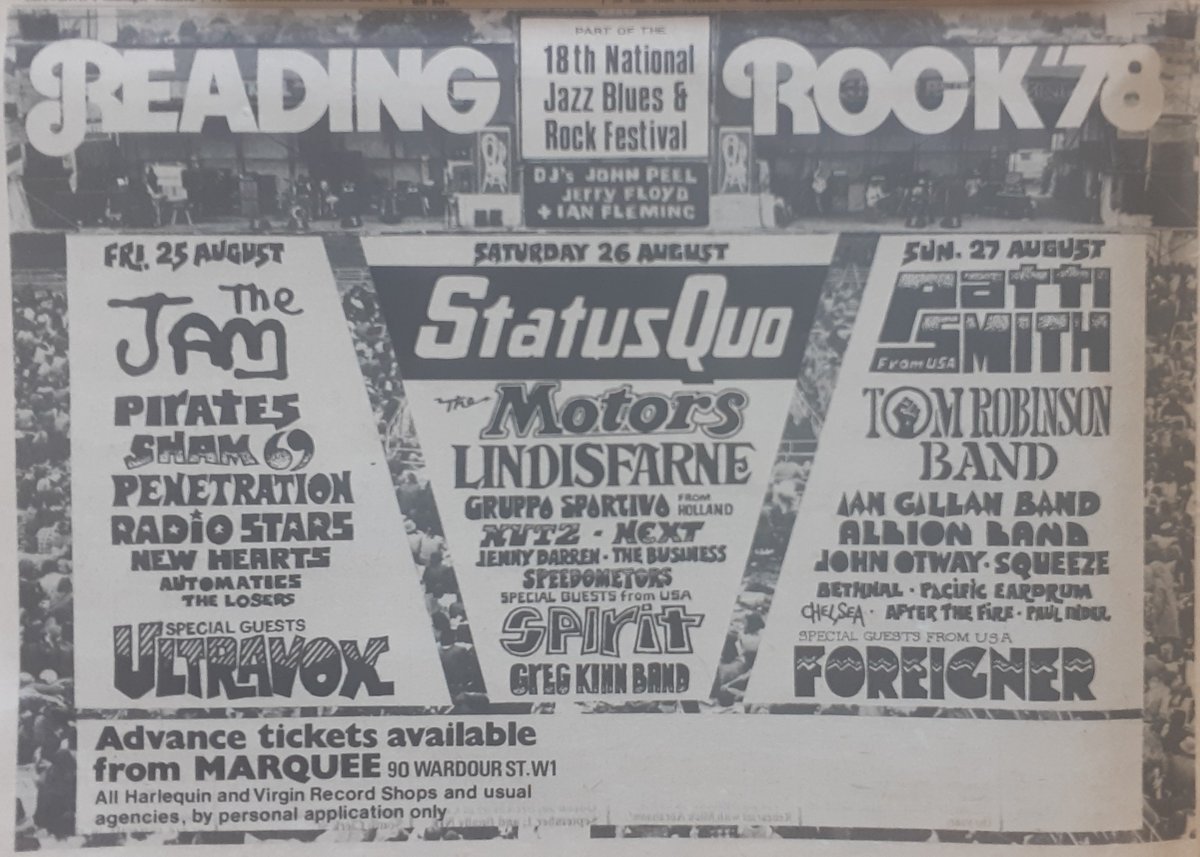 PART OF THE
READING
18th National
Jazz Blues &
Rock Festival
ROCK '78
DJ's JOHN PEEL
JERRY FLOYD
+ IAN FLEMING
FRI. 25 AUGUST
The
JAM
PIRATES
SHAM 69
PENETRATION
RADIO STARS
NEW HEARTS
AUTOMATICS
THE LOSERS
SPECIAL GUESTS
ULTRAVOX
SATURDAY 26 AUGUST
Status Quo
The Motors
LINDISFARNE
GRUPPO SPORTIVO FROM HOLLAND
NUTZ · NEXT
JENNY DARREN · THE BUSINESS
SPEEDOMETORS
SPECIAL GUESTS from USA
SPIRIT
GREG KIHN BAND
SUN. 27 AUGUST
PATTI
SMITH
From USA
TOM ROBINSON
BAND
IAN GILLAN BAND
ALBION BAND
JOHN OTWAY · SQUEEZE
BETHNAL · PACIFIC EARDRUM
CHELSEA · AFTER THE FIRE · PAUL
SPECIAL GUESTS FROM USA
FOREIGNER
Advance tickets available
from MARQUEE 90 WARDOUR ST. W1
All Harlequin and Virgin Record Shops and usual
agencies, by personal application only